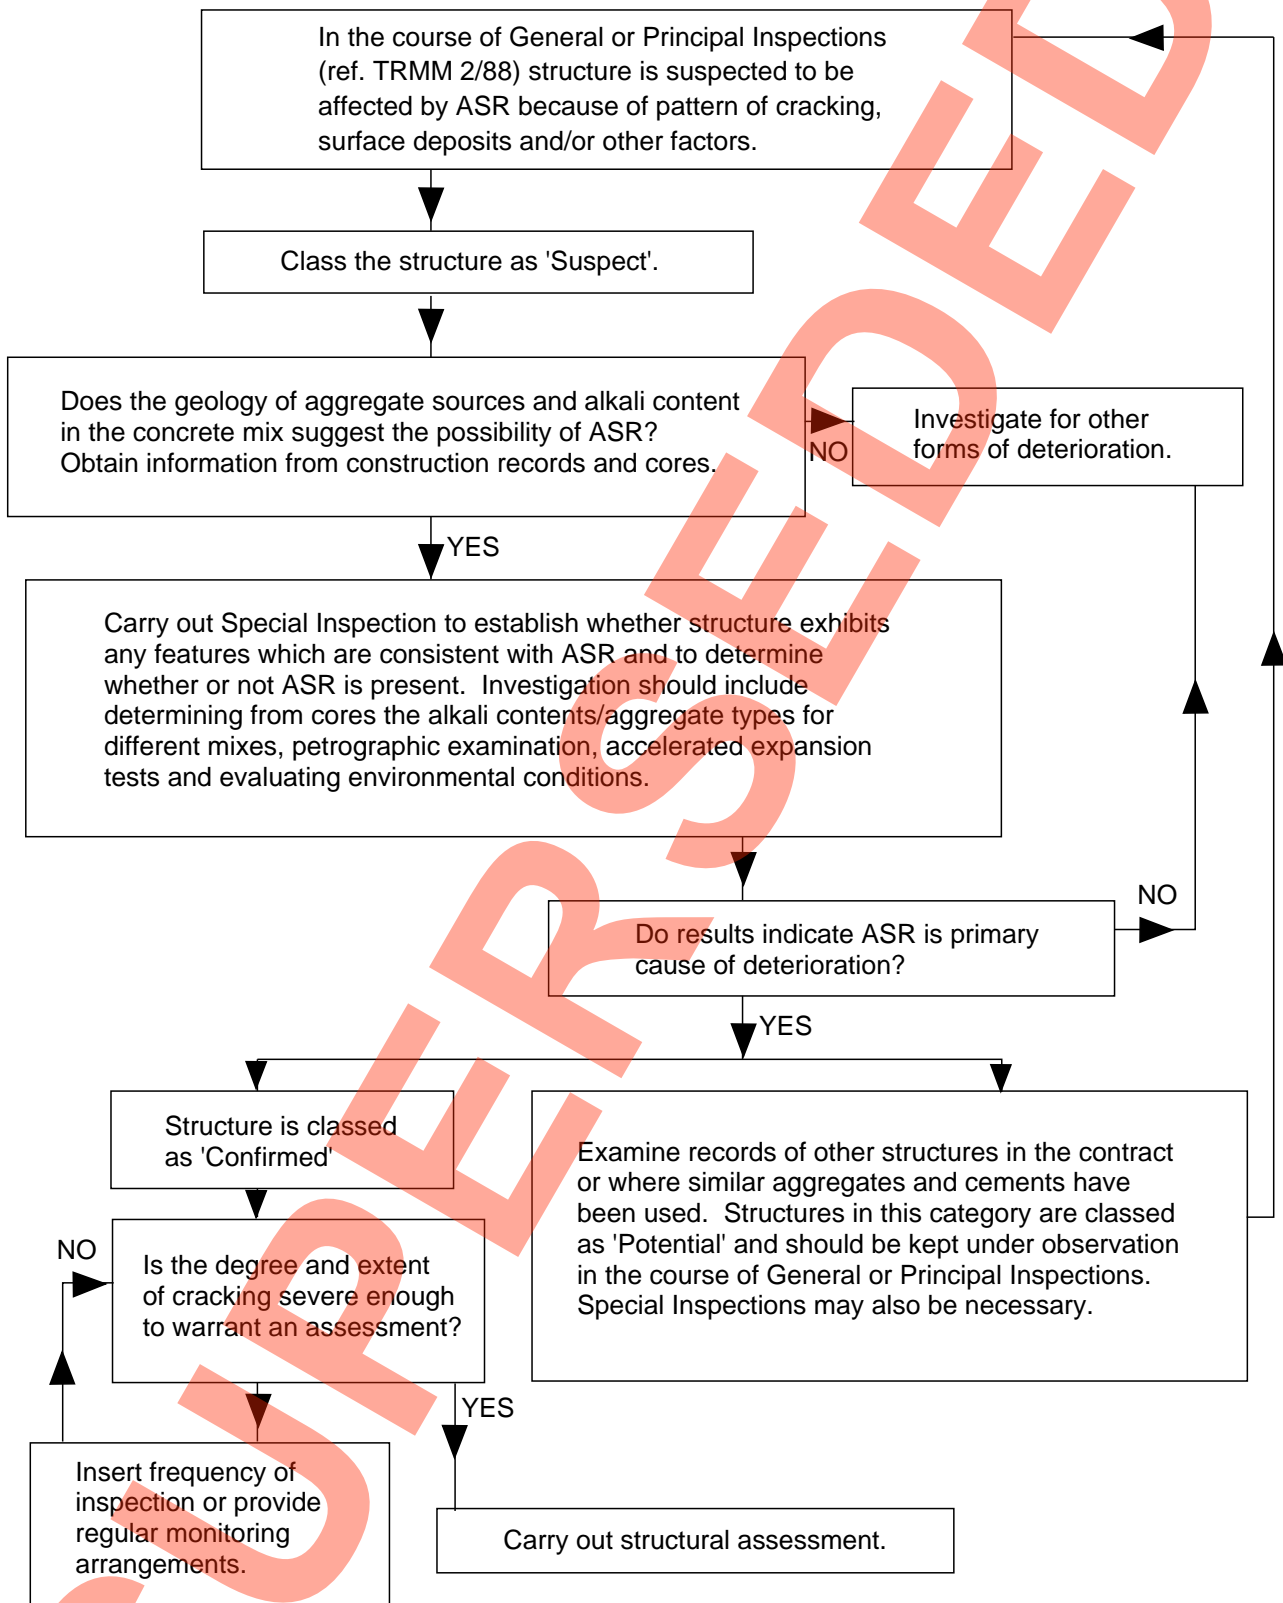 In the course of General or Principal Inspections
(ref. TRMM 2/88) structure is suspected to be
affected by ASR because of pattern of cracking,
surface deposits and/or other factors.
Class the structure as 'Suspect'.
Does the geology of aggregate sources and alkali content
in the concrete mix suggest the possibility of ASR?
Obtain information from construction records and cores.
NO
Investigate for other
forms of deterioration.
YES
Carry out Special Inspection to establish whether structure exhibits
any features which are consistent with ASR and to determine
whether or not ASR is present.  Investigation should include
determining from cores the alkali contents/aggregate types for
different mixes, petrographic examination, accelerated expansion
tests and evaluating environmental conditions.
NO
Do results indicate ASR is primary
cause of deterioration?
YES
Structure is classed
as 'Confirmed'
Examine records of other structures in the contract
or where similar aggregates and cements have
been used.  Structures in this category are classed
as 'Potential' and should be kept under observation
in the course of General or Principal Inspections.
Special Inspections may also be necessary.
NO
Is the degree and extent
of cracking severe enough
to warrant an assessment?
YES
Insert frequency of
inspection or provide
regular monitoring
arrangements.
Carry out structural assessment.
SUPERSEDED